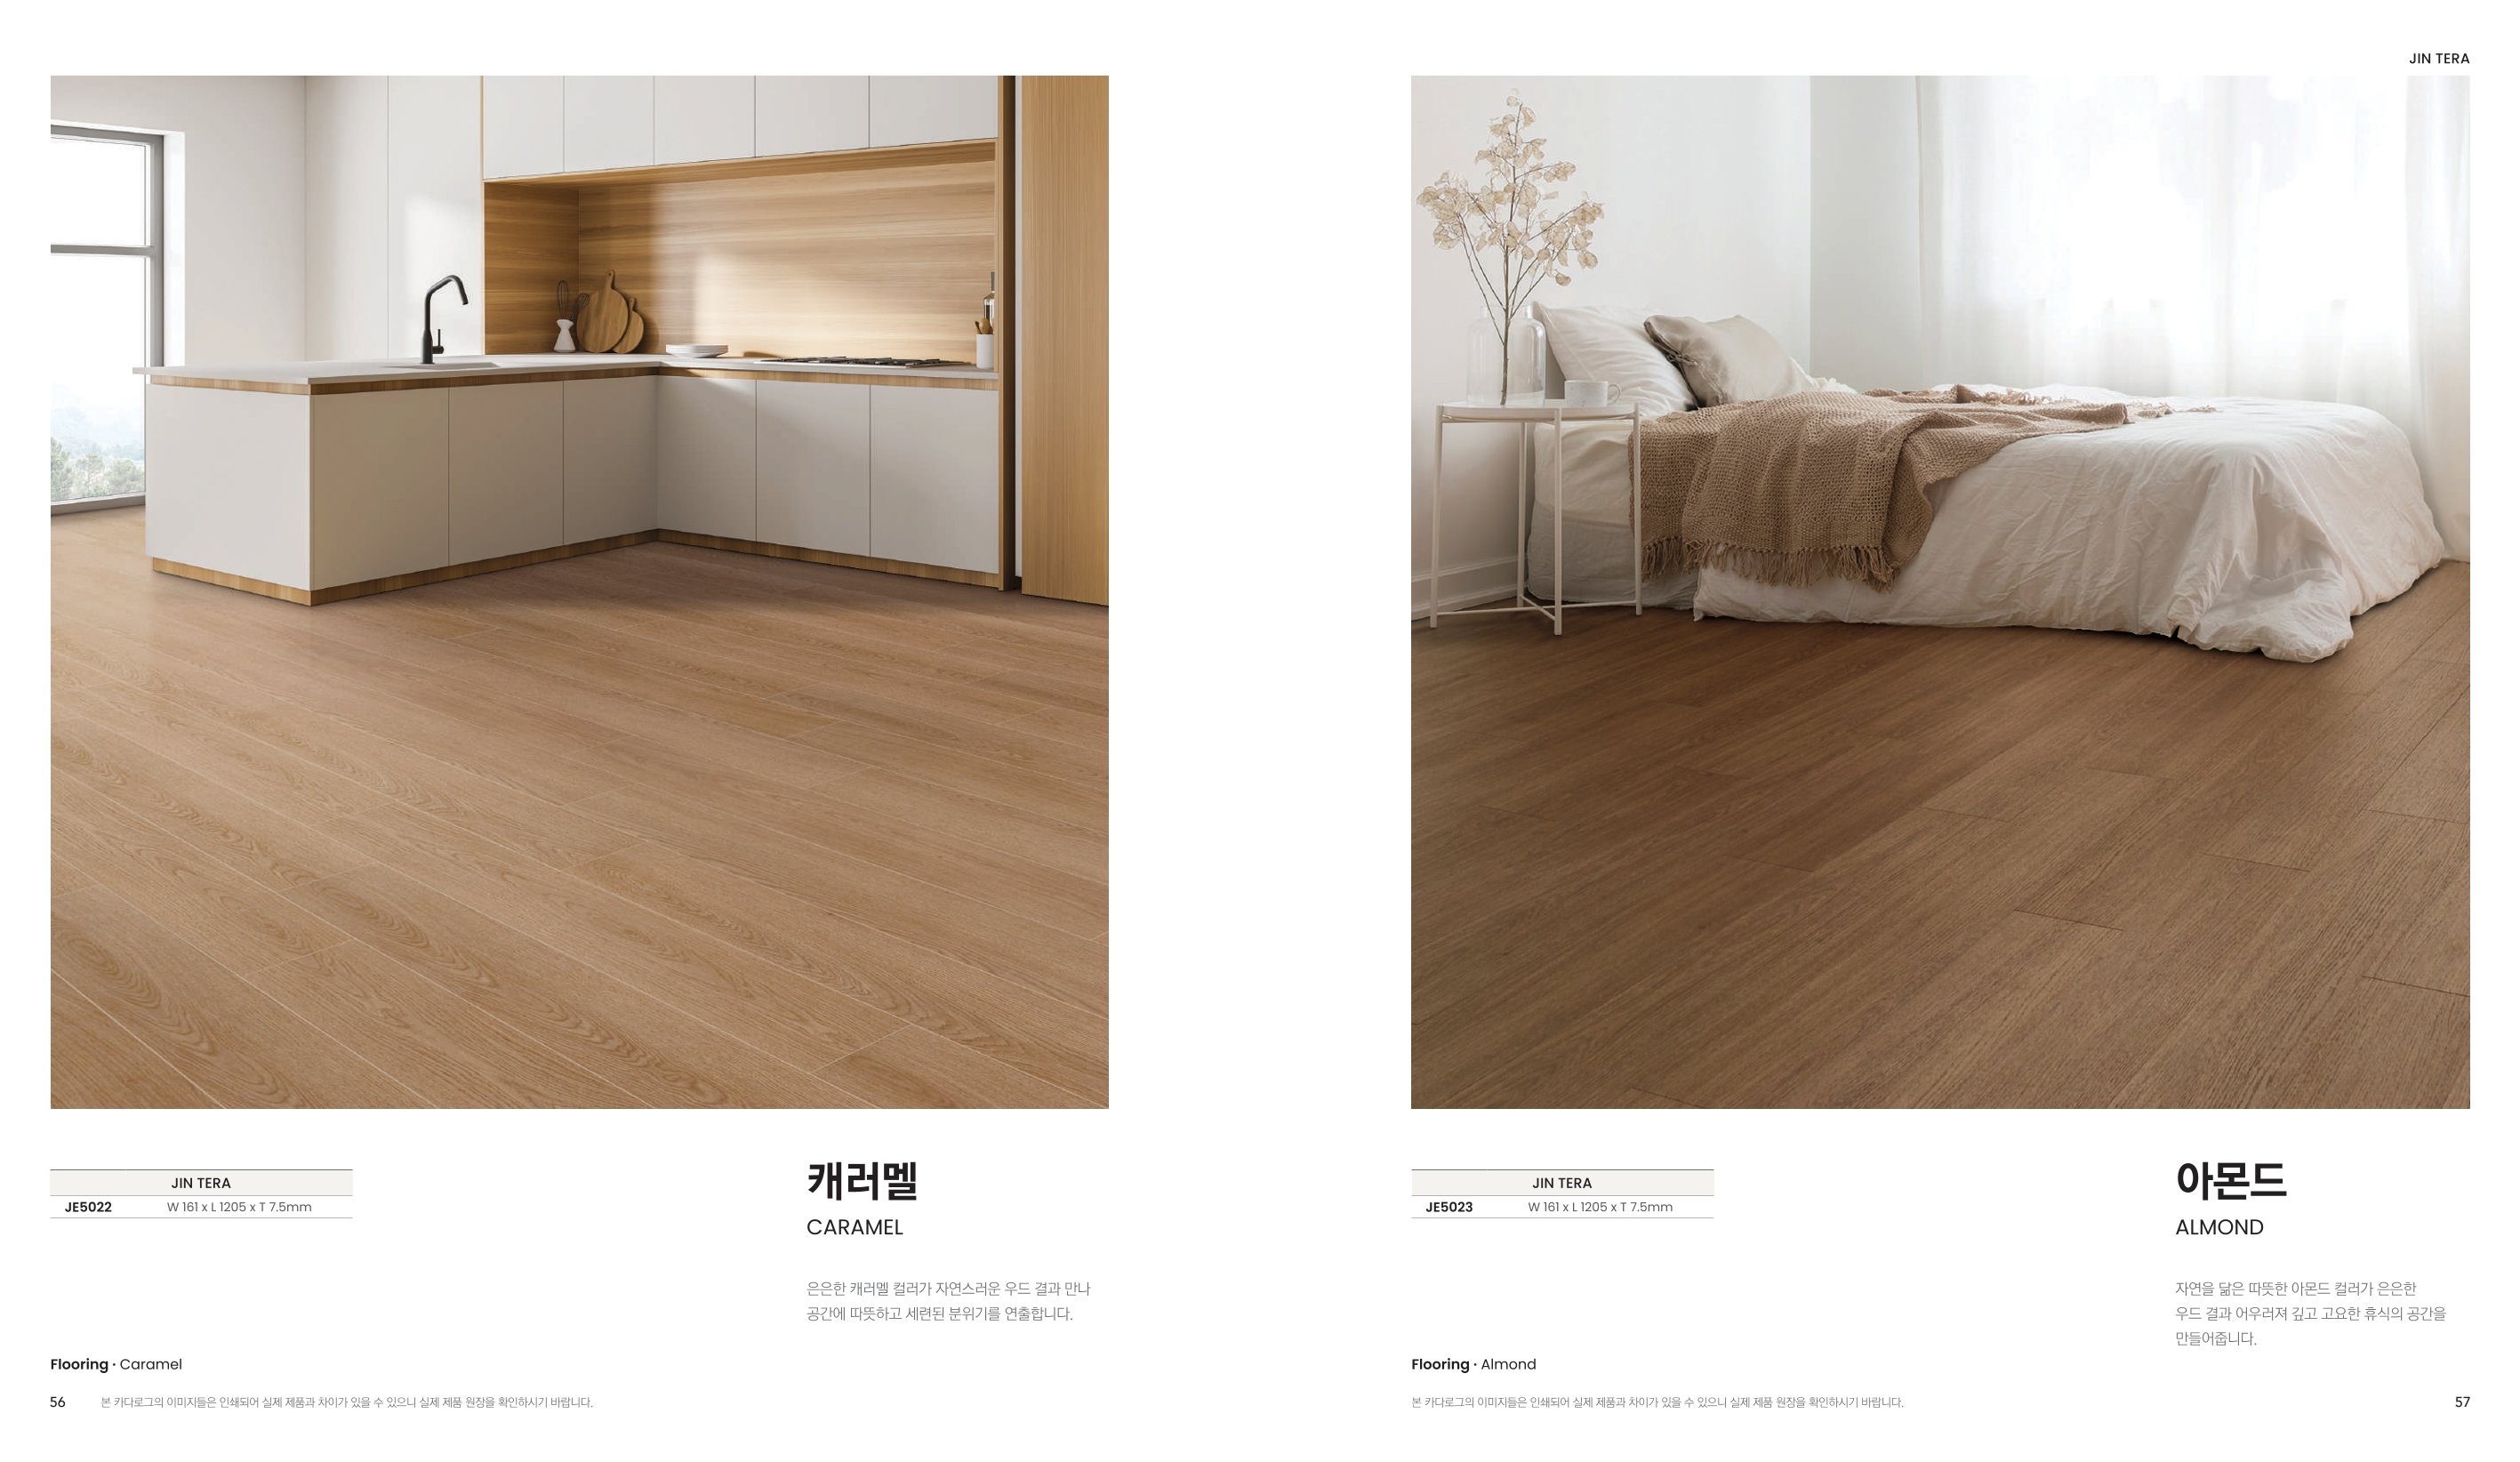 JIN TERA
JIN TERA
JE5022 W 161 x L 1205 x T 7.5mm
캐러멜
CARAMEL
은은한 캐러멜 컬러가 자연스러운 우드 결과 만나
공간에 따뜻하고 세련된 분위기를 연출합니다.
Flooring · Caramel
56 본 카다로그의 이미지들은 인쇄되어 실제 제품과 차이가 있을 수 있으니 실제 제품 원장을 확인하시기 바랍니다.
JIN TERA
JE5023 W 161 x L 1205 x T 7.5mm
아몬드
ALMOND
자연을 닮은 따뜻한 아몬드 컬러가 은은한
우드 결과 어우러져 깊고 고요한 휴식의 공간을
만들어줍니다.
Flooring · Almond
본 카다로그의 이미지들은 인쇄되어 실제 제품과 차이가 있을 수 있으니 실제 제품 원장을 확인하시기 바랍니다.
57